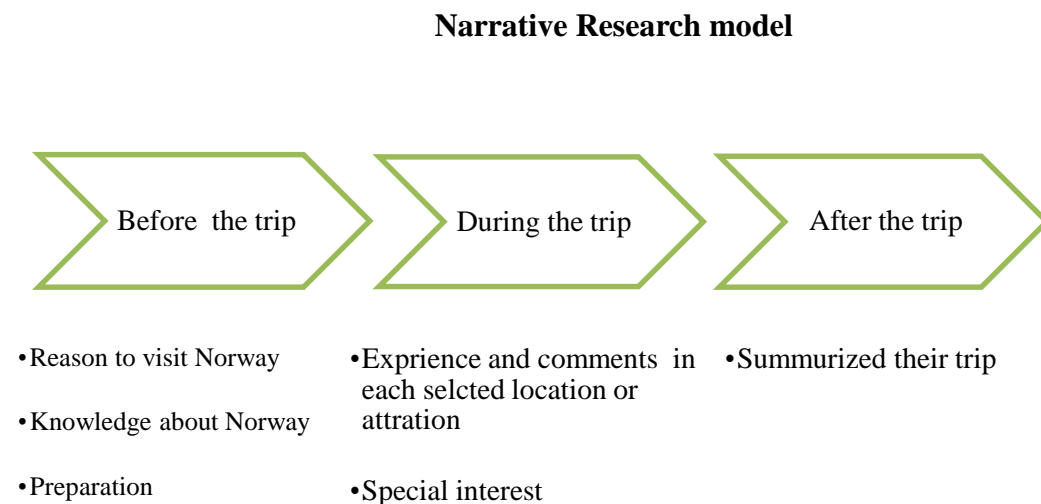 Narrative Research model
Before the trip
During the trip
After the trip
•Reason to visit Norway
•Knowledge about Norway
•Preparation
•Exprience and comments in
each selcted location or
attration
•Special interest
•Summurized their trip